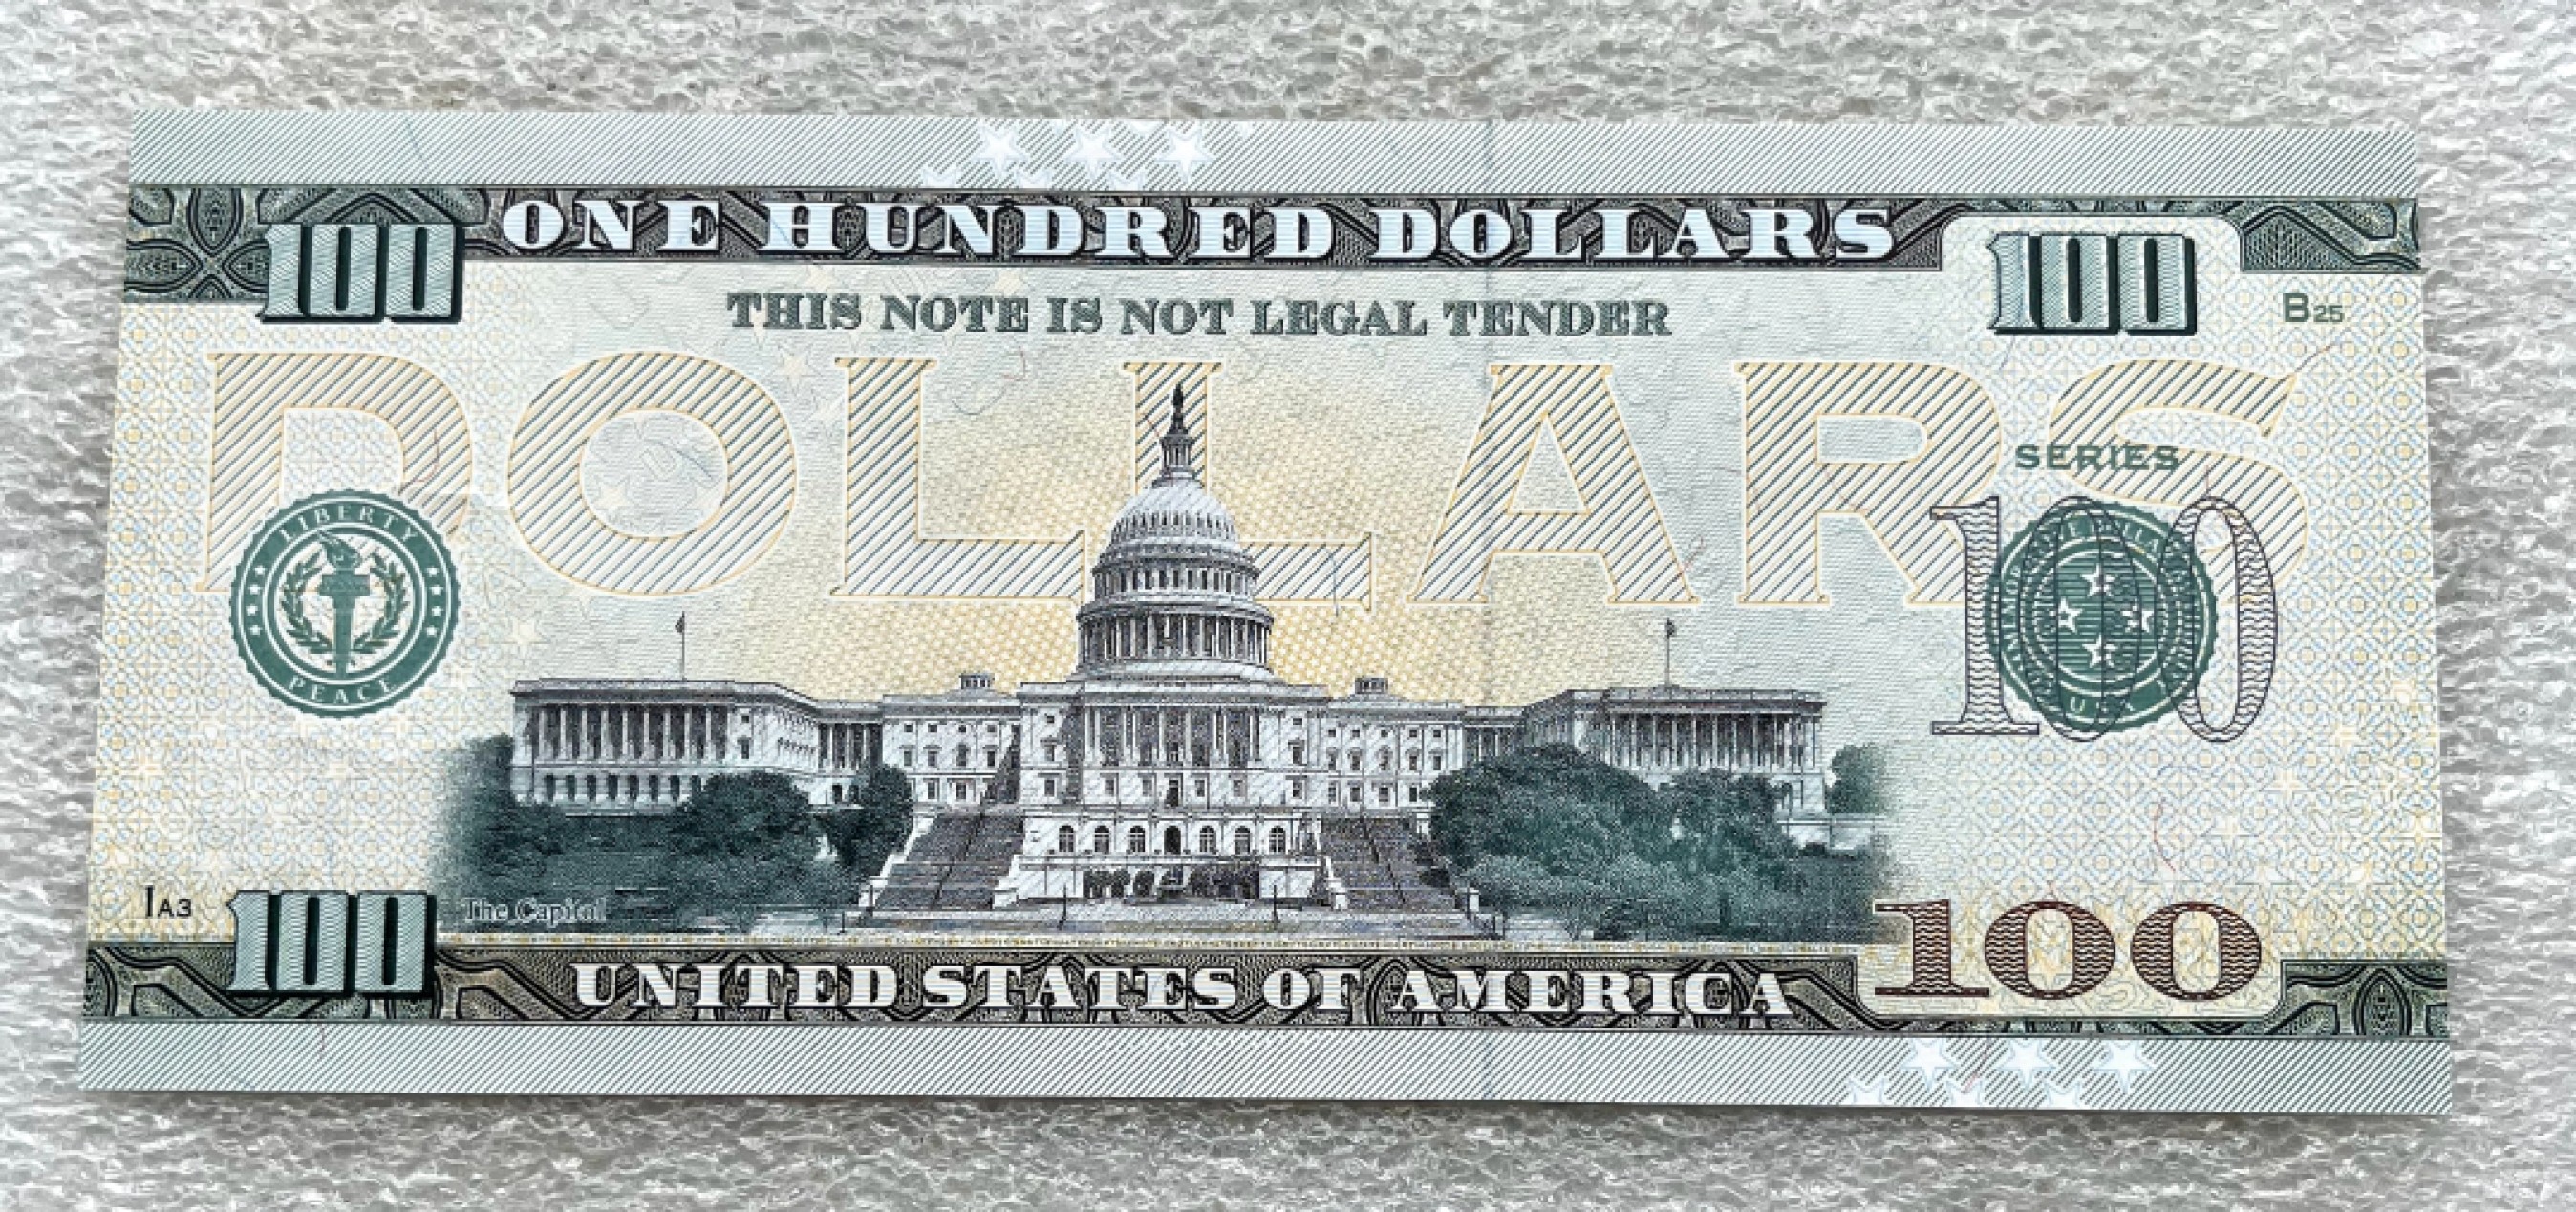 ONE HUNDRED DOLLARS
100
100
THIS NOTE IS NOT LEGAL TENDER
B25
DOLLARS
SERIES
100
LIBERTY
PEACE
USA
IA3
100
The Capitol
100
UNITED STATES OF AMERICA